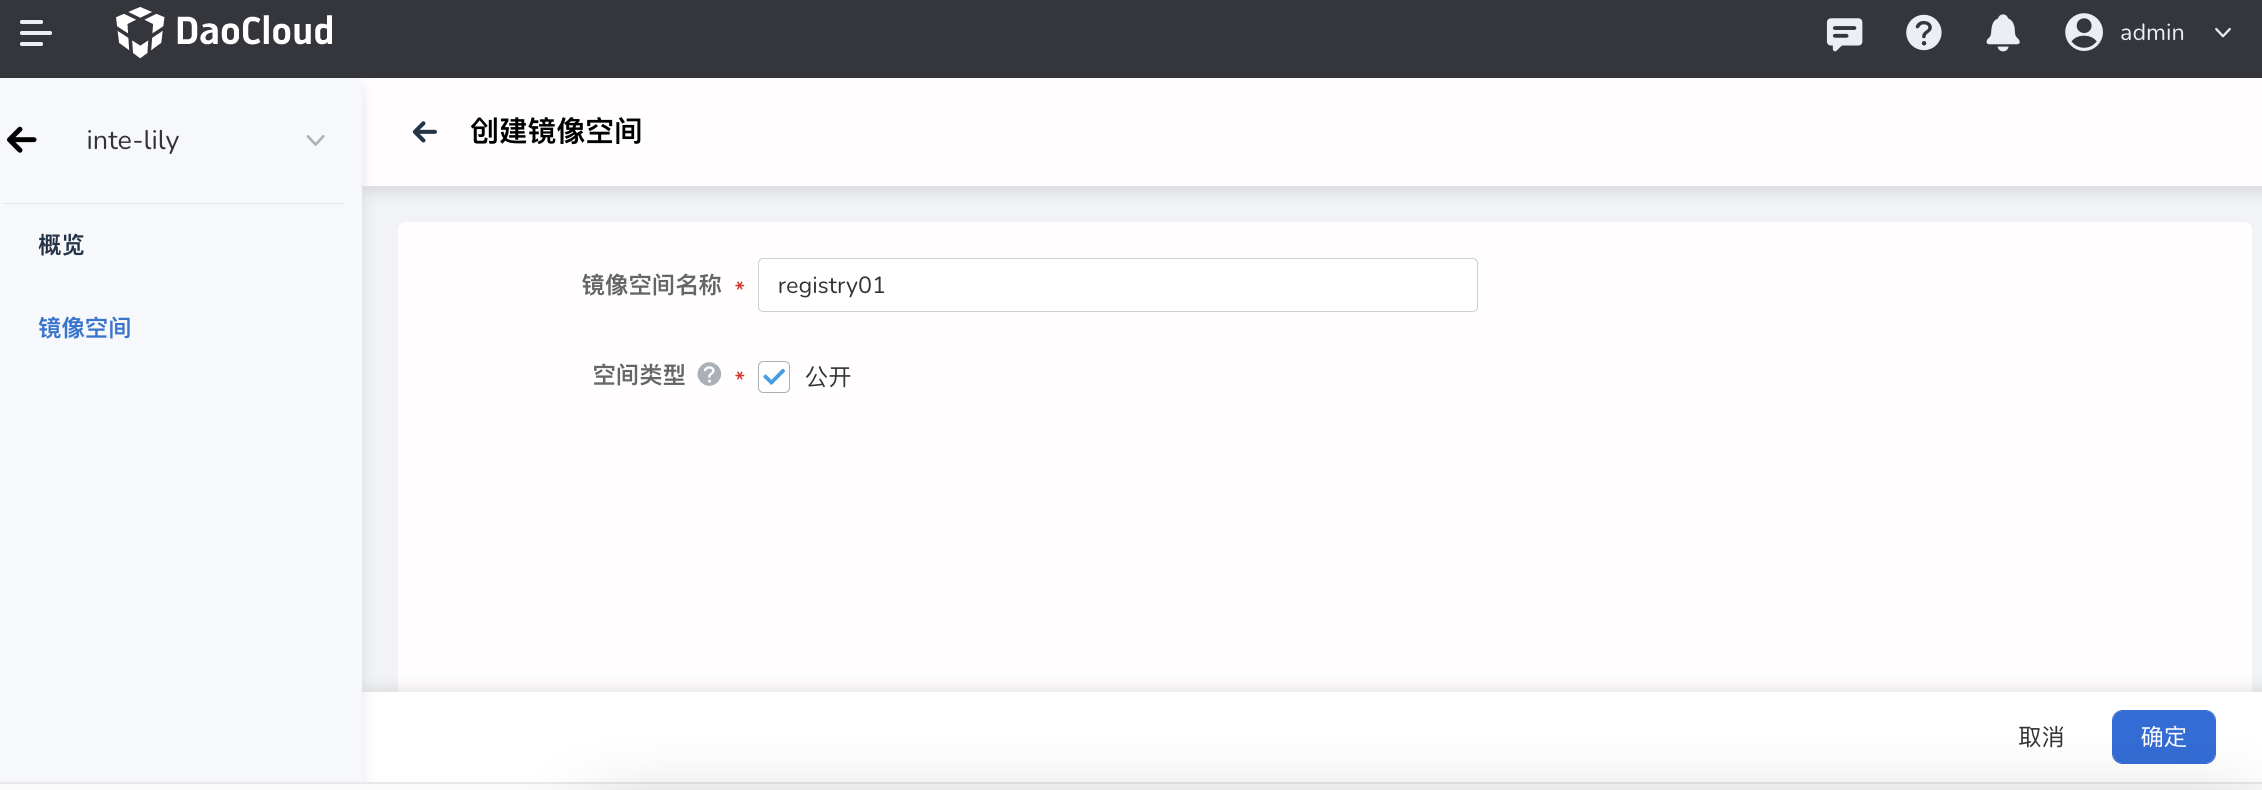 DaoCloud
admin
inte-lily
概览
镜像空间
创建镜像空间
镜像空间名称 * registry01
空间类型 ? * 公开
取消
确定